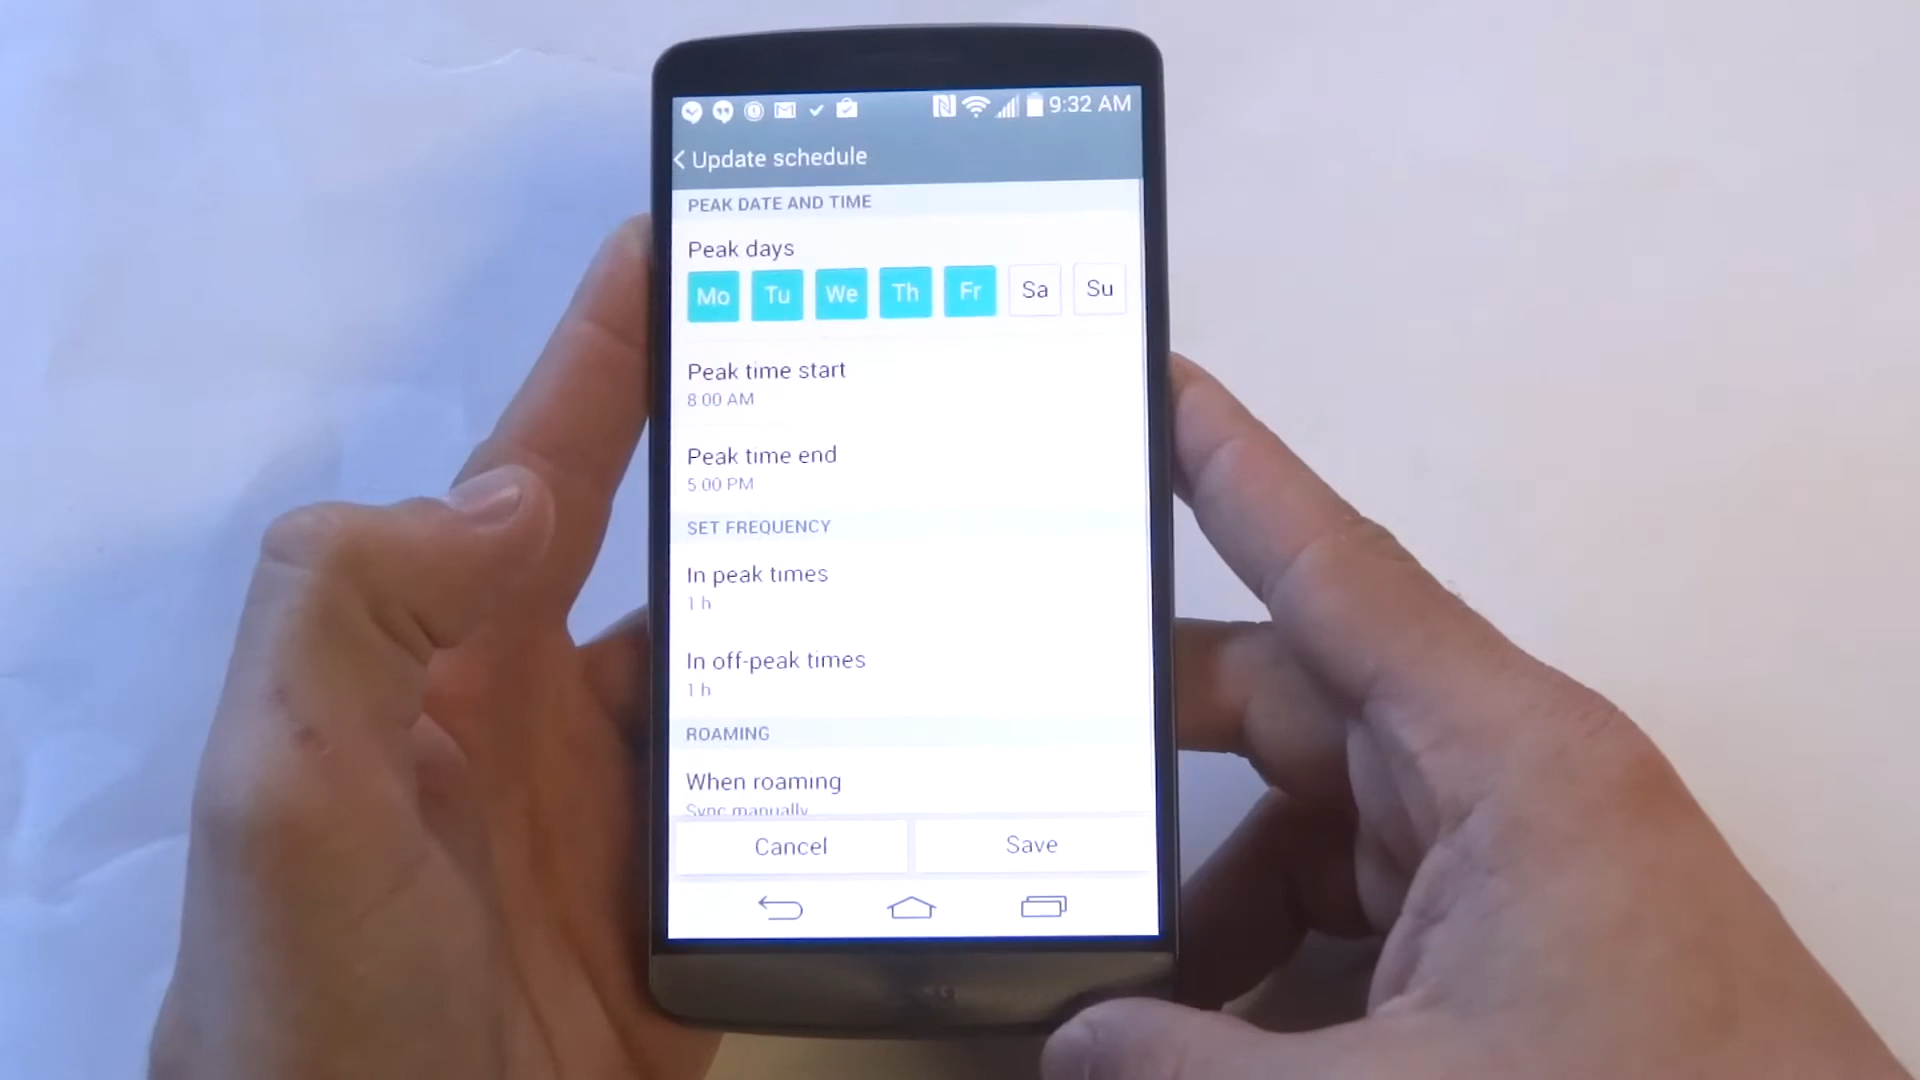 9:32 AM
Update schedule
PEAK DATE AND TIME
Peak days
Mo Tu We Th Fr Sa Su
Peak time start
8:00 AM
Peak time end
5:00 PM
SET FREQUENCY
In peak times
1 h
In off-peak times
1 h
ROAMING
When roaming
Sync manually
Cancel Save